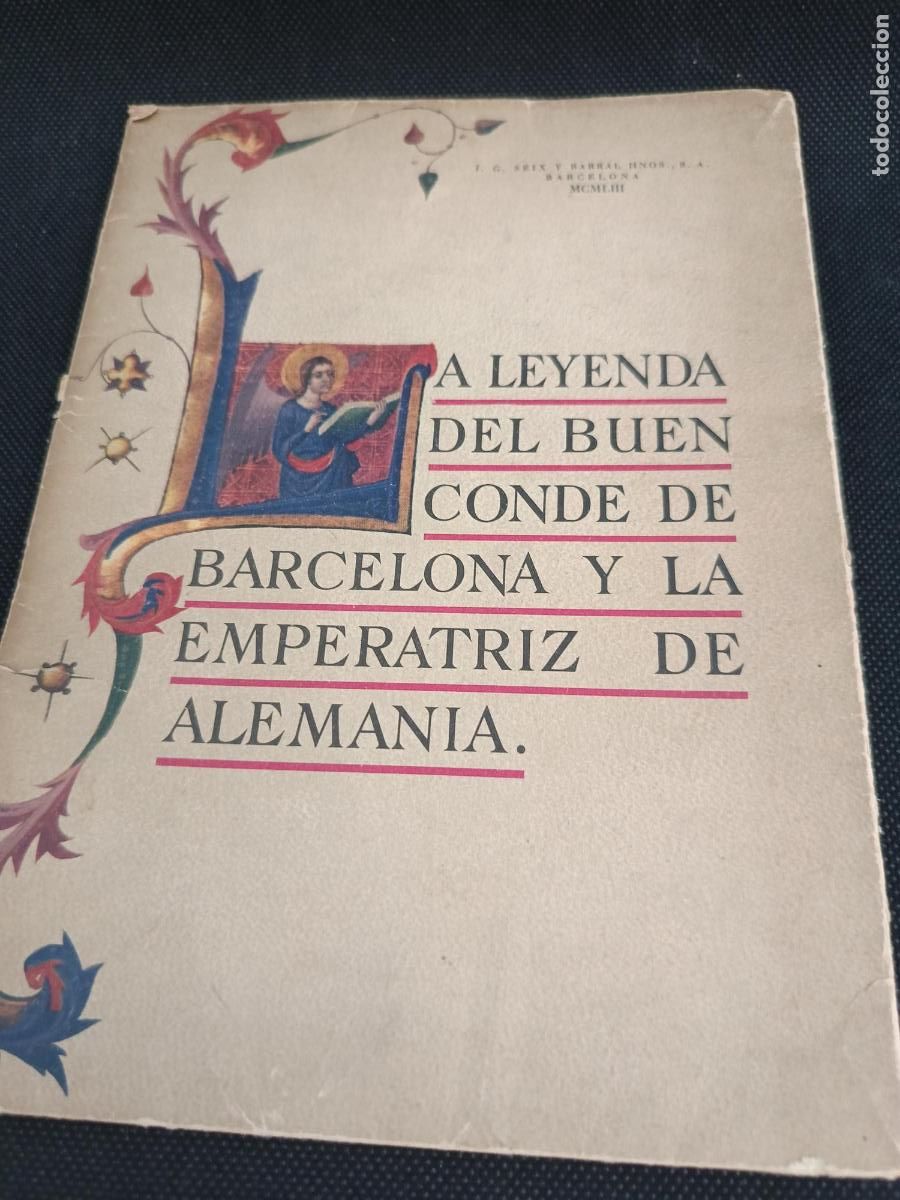 I. G. SEIX Y BARRAL HNOS., S. A.
BARCELONA
MCMLIII
LA LEYENDA
DEL BUEN
CONDE DE
BARCELONA Y LA
EMPERATRIZ DE
ALEMANIA.
todocoleccion